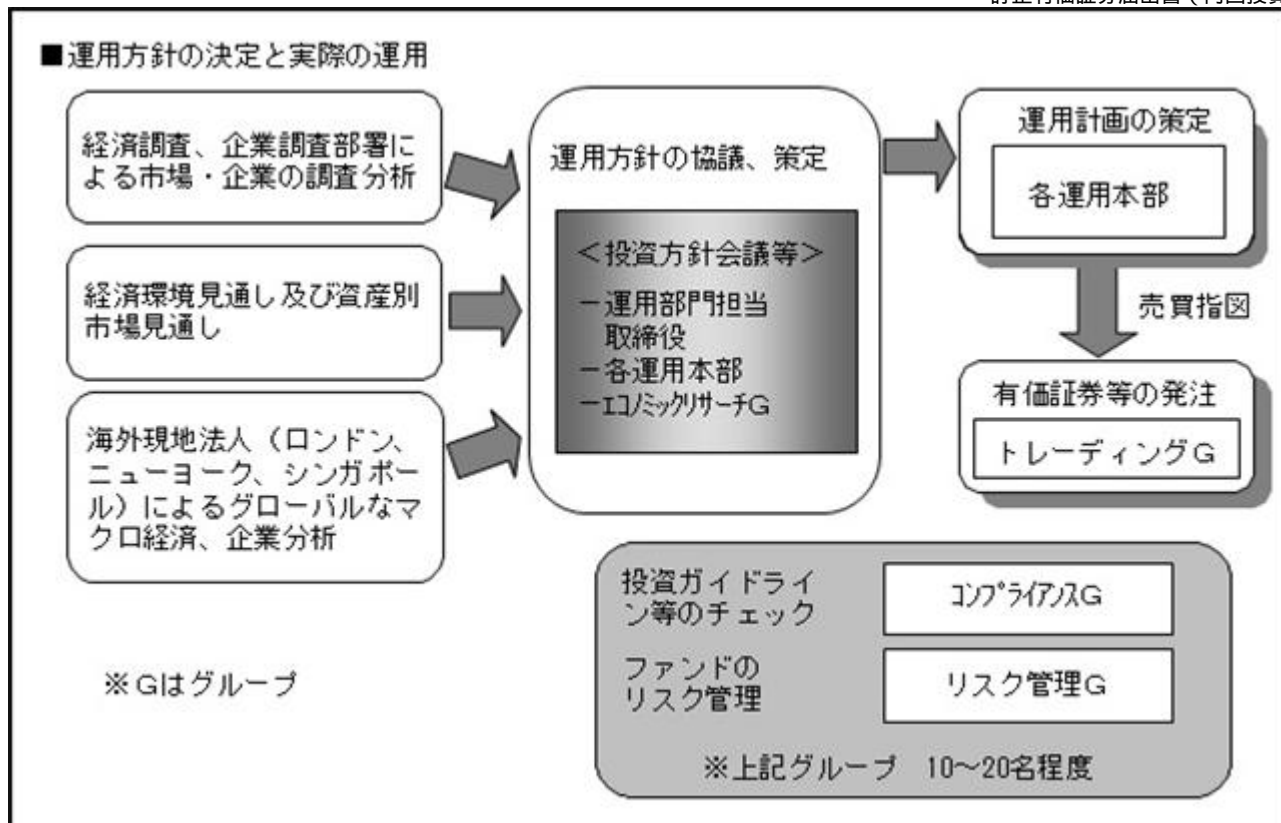 ■運用方針の決定と実際の運用
経済調査、企業調査部署に
よる市場・企業の調査分析
経済環境見通し及び資産別
市場見通し
海外現地法人（ロンドン、
ニューヨーク、シンガポー
ル）によるグローバルなマ
クロ経済、企業分析
※Gはグループ
運用方針の協議、策定
＜投資方針会議等＞
－運用部門担当
取締役
－各運用本部
－ｴｺﾉﾐｯｸﾘｻｰﾁG
運用計画の策定
各運用本部
売買指図
有価証券等の発注
トレーディングG
投資ガイドライ
ン等のチェック
ｺﾝﾌﾟﾗｲｱﾝｽG
ファンドの
リスク管理
リスク管理G
※上記グループ　10～20名程度